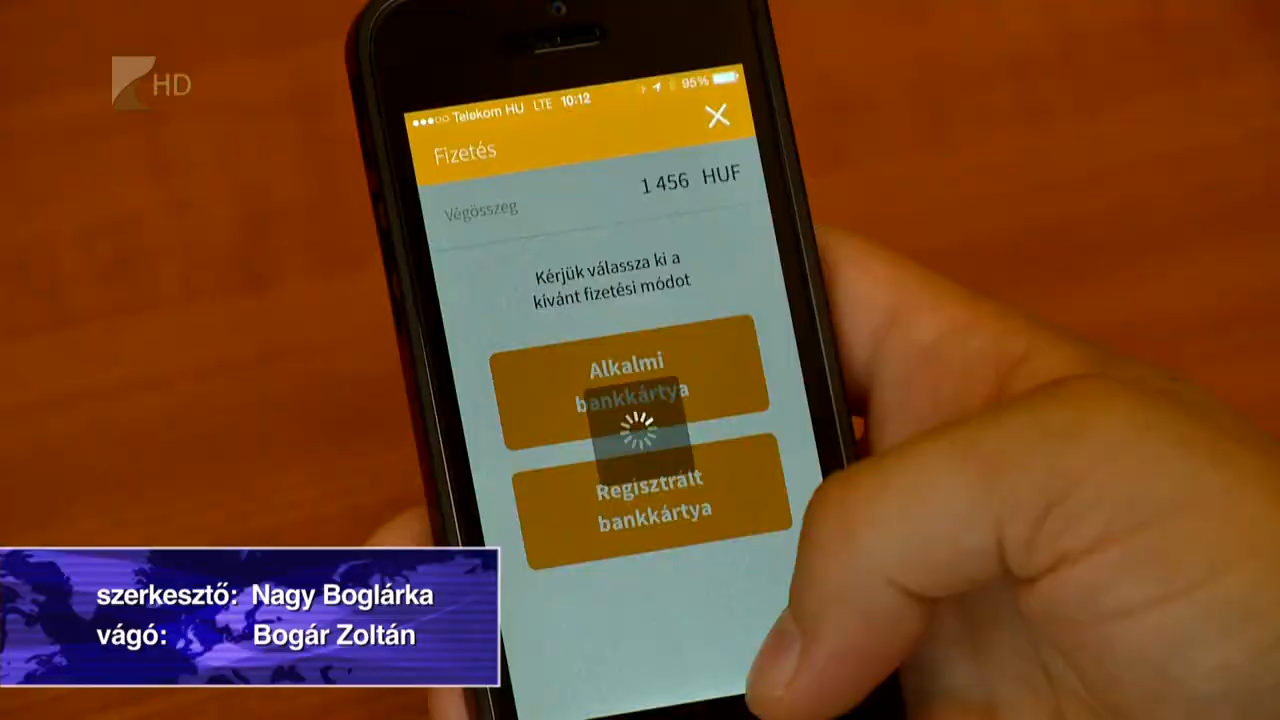 HD
Telekom HU LTE 10:12 95%
Fizetés
Végösszeg 1 456 HUF
Kérjük válassza ki a
kívánt fizetési módot
Alkalmi
bankkártya
Regisztrált
bankkártya
szerkesztő: Nagy Boglárka
vágó: Bogár Zoltán